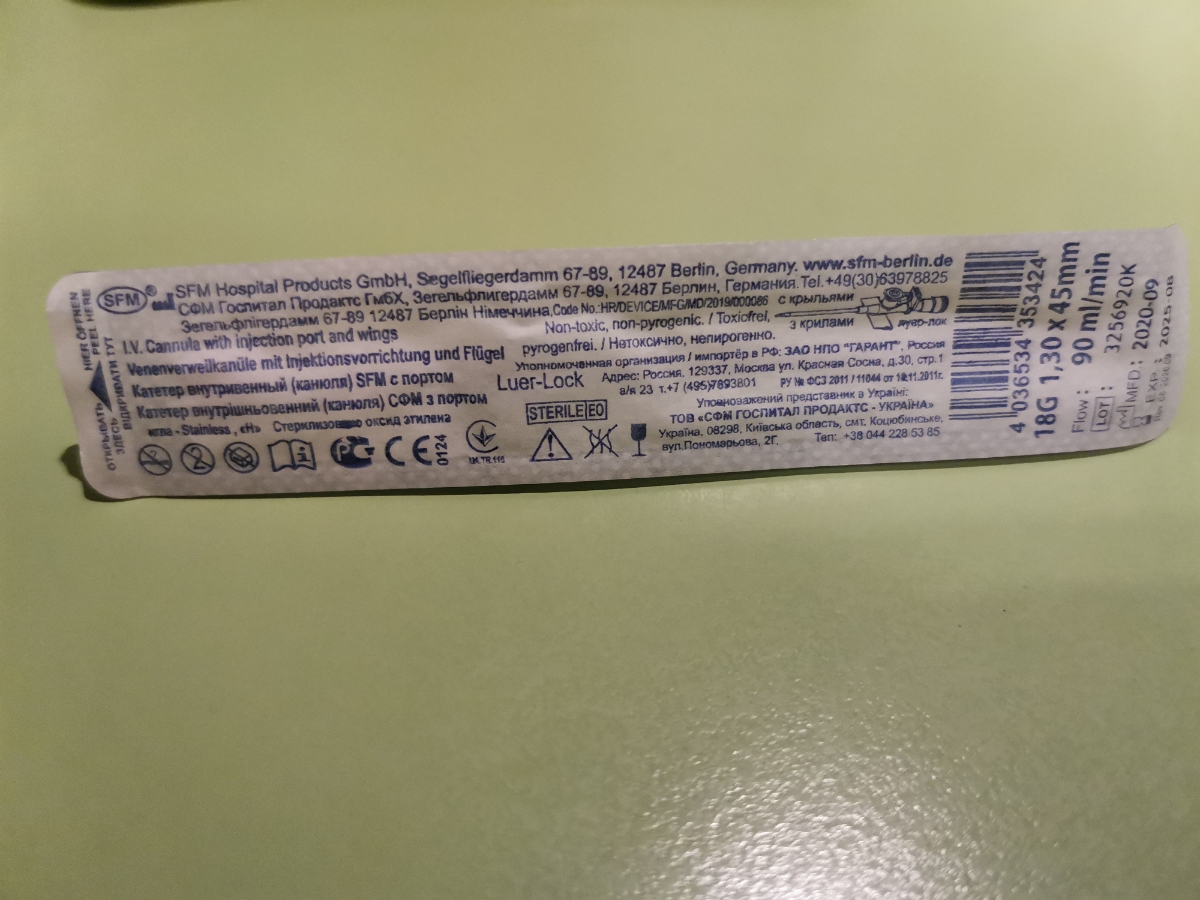 HIER ÖFFNEN
PEEL HERE
ОТКРЫВАТЬ
ЗДЕСЬ
ВІДКРИВАТИ ТУТ
SFM®
SFM Hospital Products GmbH, Segelfliegerdamm 67-89, 12487 Berlin, Germany. www.sfm-berlin.de
СФМ Госпитал Продактс ГмбХ, Зегельфлигердамм 67-89, 12487 Берлин, Германия.Tel.+49(30)63978825
Зегельфлігердамм 67-89 12487 Берлін Німеччина,Code No.:HR/DEVICE/MFG/MD/2019/000086
с крыльями
з крилами
луер-лок
I.V. Cannula with injection port and wings
Venenverweilkanüle mit Injektionsvorrichtung und Flügel
Катетер внутривенный (канюля) SFM с портом
Катетер внутрішньовенний (канюля) СФМ з портом
игла - Stainless , Стерилизовано оксид этилена
0124
UA.TR.116
Luer-Lock
STERILE EO
Non-toxic, non-pyrogenic. / Toxicfrei,
pyrogenfrei. / Нетоксично, непирогенно.
Уполномоченная организация / импортёр в РФ: ЗАО НПО "ГАРАНТ", Россия
Адрес: Россия, 129337, Москва ул. Красная Сосна, д.30, стр.1
а/я 23 т.+7 (495)7893801
РУ № ФСЗ 2011 / 11044 от
Уповноважений представник в Україні:
ТОВ «СФМ ГОСПИТАЛ ПРОДАКТС - УКРАЇНА»
Україна, 08298, Київська область, смт. Коцюбинське,
вул.Пономарьова, 2Г, Тел: +38 044 228 53 85
4 036534 353424
18G 1,30 X 45mm
Flow : 90 ml/min
LOT : 3256920K
MFD.: 2020-09
EXP.: 2025-08